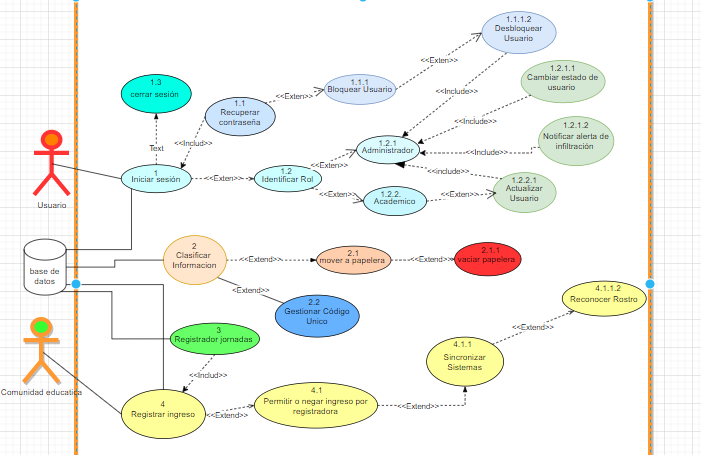 1.1.1.2
Desbloquear
Usuario
1.3
cerrar sesión
1.1.1
Bloquear Usuario
<<Exten>>
<<Exten>>
1.2.1.1
Cambiar estado de
usuario
<<Include>>
1.1
Recuperar
contraseña
<<Includ>>
Text
1.2.1
Administrador
<<Include>>
1.2.1.2
Notificar alerta de
infiltración
<<Include>>
Usuario
1
Iniciar sesión
<<Exten>>
1.2
Identificar Rol
<<Exten>>
<<Exten>>
<<include>>
1.2.2.
Academico
<<Exten>>
1.2.2.1
Actualizar
Usuario
base de
datos
2
Clasificar
Informacion
<<Extend>>
2.1
mover a papelera
<<Extend>>
2.1.1
vaciar papelera
<<Extend>>
2.2
Gestionar Código
Unico
4.1.1.2
Reconocer Rostro
<<Extend>>
3
Registrador jornadas
<<Includ>>
4.1.1
Sincronizar
Sistemas
Comunidad educatica
4
Registrar ingreso
<<Extend>>
4.1
Permitir o negar ingreso por
registradora
<<Extend>>